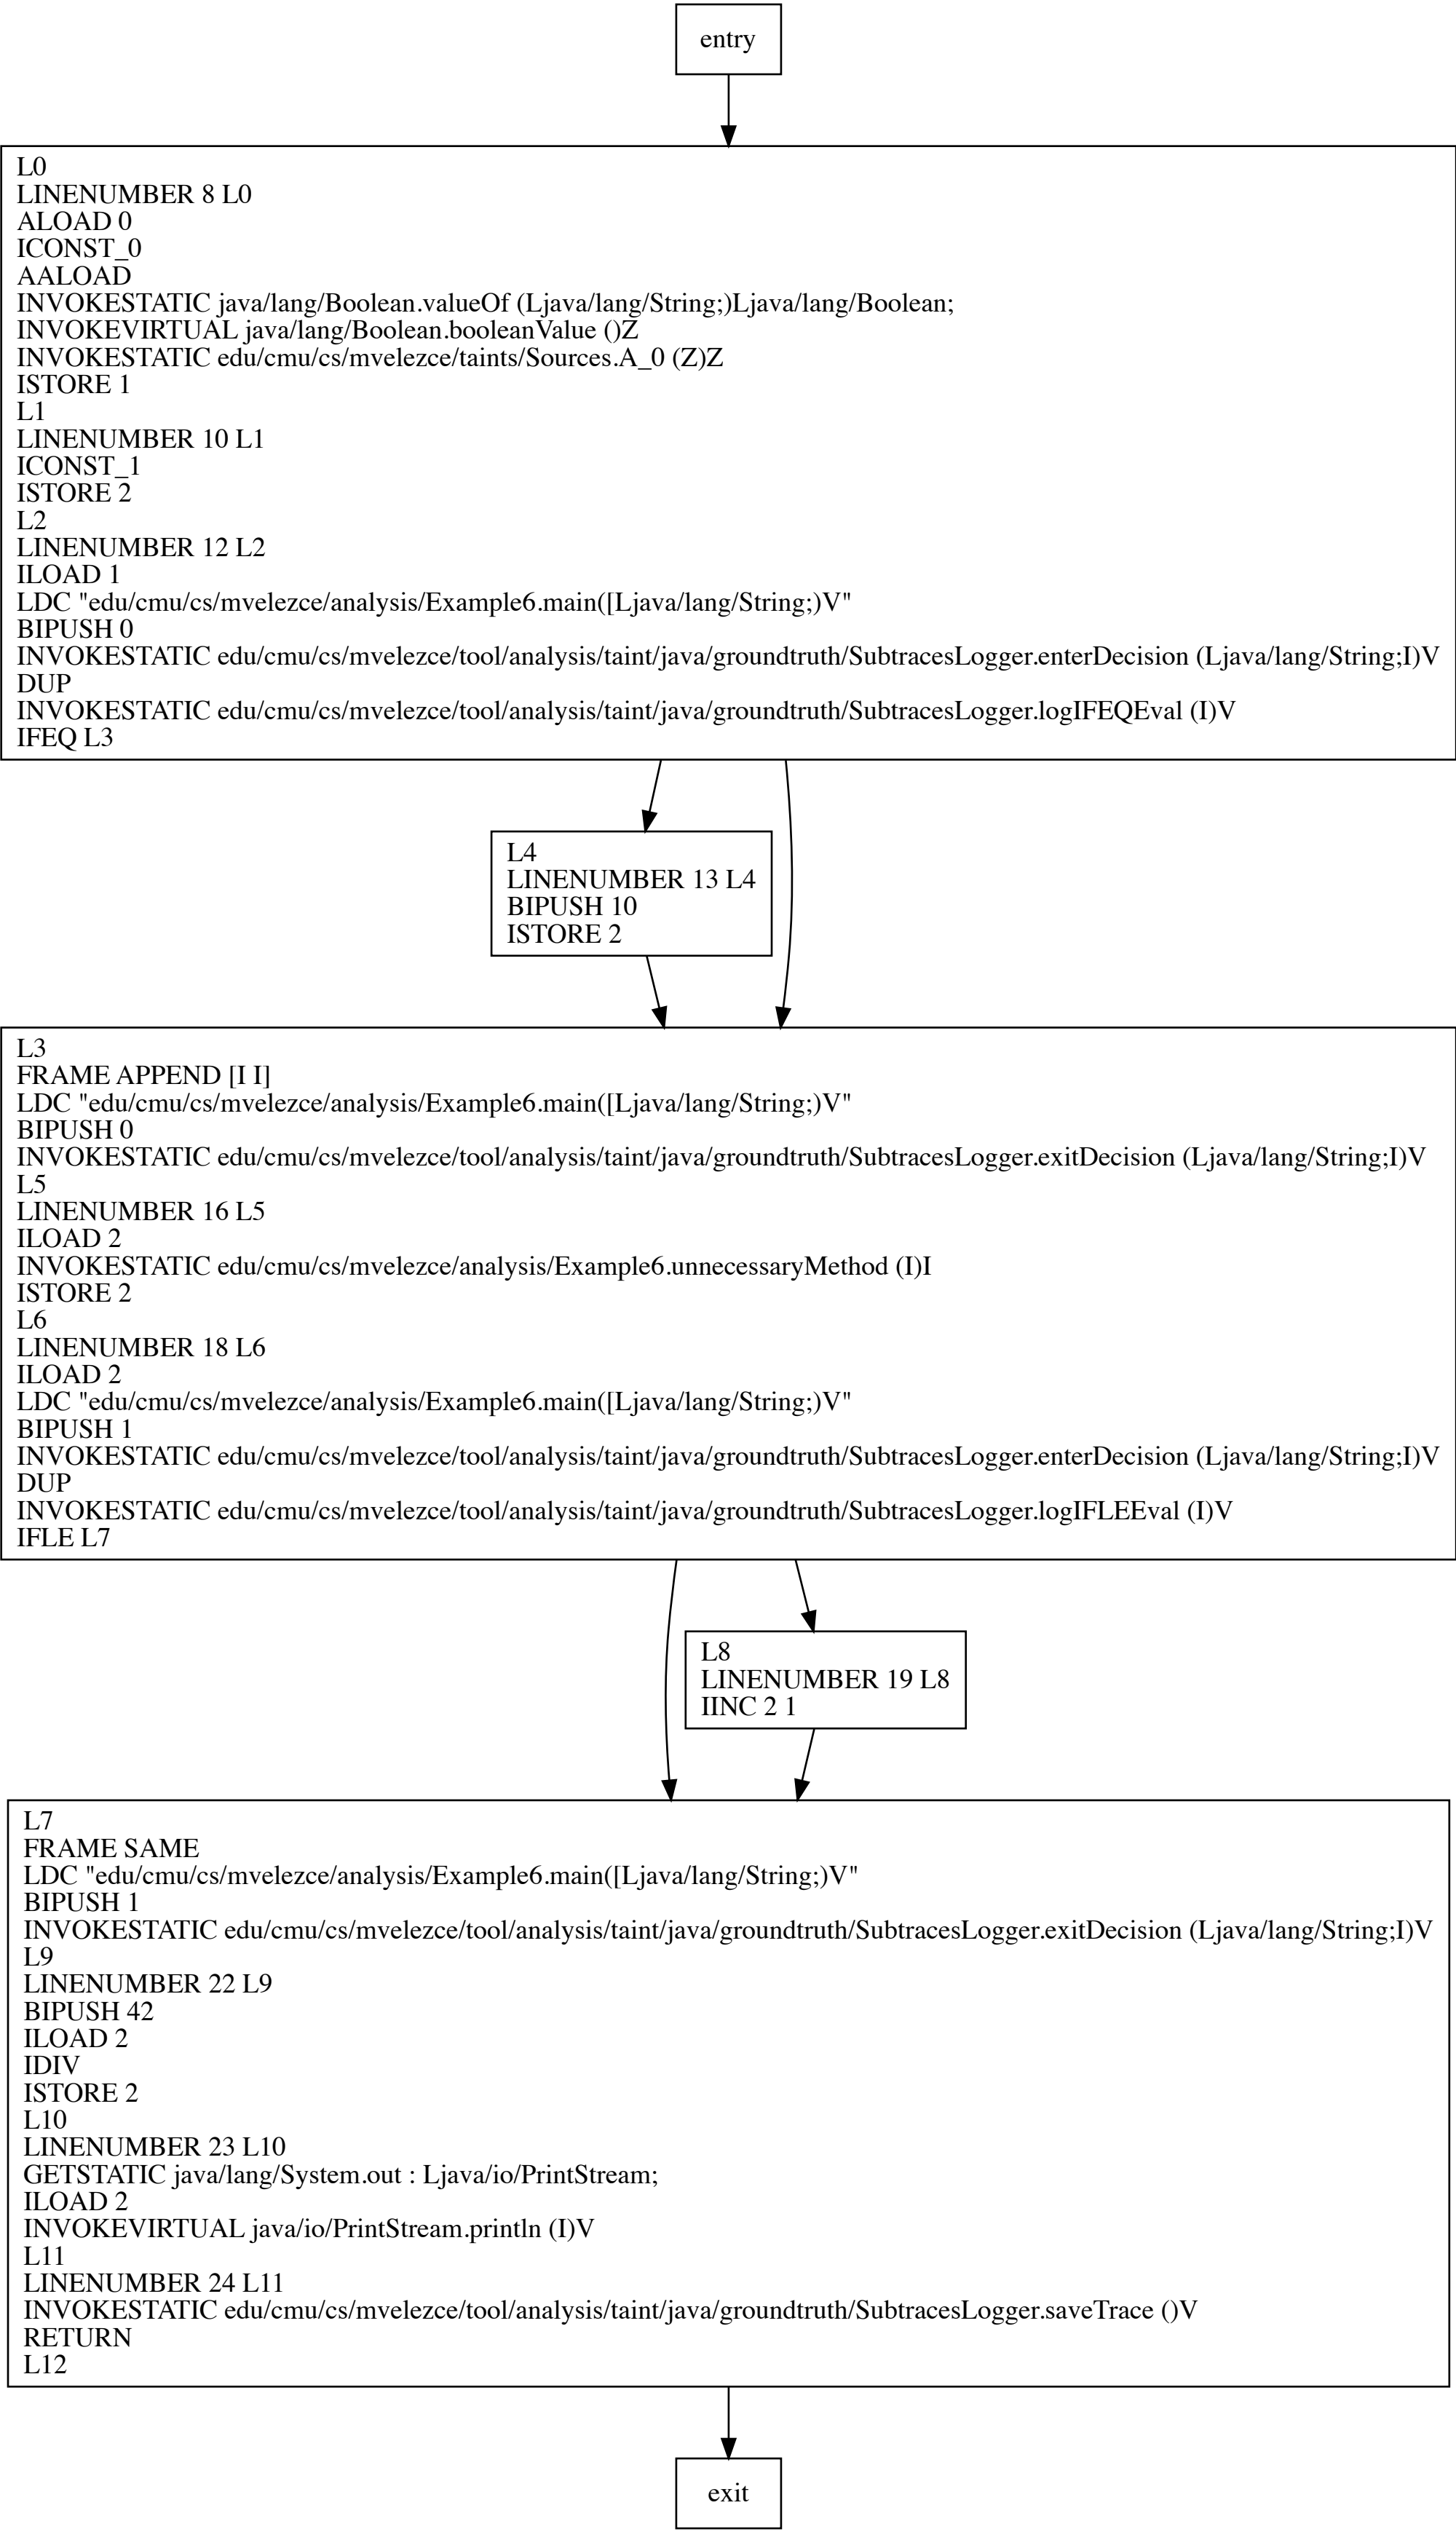 entry
L0
LINENUMBER 8 L0
ALOAD 0
ICONST_0
AALOAD
INVOKESTATIC java/lang/Boolean.valueOf (Ljava/lang/String;)Ljava/lang/Boolean;
INVOKEVIRTUAL java/lang/Boolean.booleanValue ()Z
INVOKESTATIC edu/cmu/cs/mvelezce/taints/Sources.A_0 (Z)Z
ISTORE 1
L1
LINENUMBER 10 L1
ICONST_1
ISTORE 2
L2
LINENUMBER 12 L2
ILOAD 1
LDC "edu/cmu/cs/mvelezce/analysis/Example6.main([Ljava/lang/String;)V"
BIPUSH 0
INVOKESTATIC edu/cmu/cs/mvelezce/tool/analysis/taint/java/groundtruth/SubtracesLogger.enterDecision (Ljava/lang/String;I)V
DUP
INVOKESTATIC edu/cmu/cs/mvelezce/tool/analysis/taint/java/groundtruth/SubtracesLogger.logIFEQEval (I)V
IFEQ L3
L4
LINENUMBER 13 L4
BIPUSH 10
ISTORE 2
L3
FRAME APPEND [I I]
LDC "edu/cmu/cs/mvelezce/analysis/Example6.main([Ljava/lang/String;)V"
BIPUSH 0
INVOKESTATIC edu/cmu/cs/mvelezce/tool/analysis/taint/java/groundtruth/SubtracesLogger.exitDecision (Ljava/lang/String;I)V
L5
LINENUMBER 16 L5
ILOAD 2
INVOKESTATIC edu/cmu/cs/mvelezce/analysis/Example6.unnecessaryMethod (I)I
ISTORE 2
L6
LINENUMBER 18 L6
ILOAD 2
LDC "edu/cmu/cs/mvelezce/analysis/Example6.main([Ljava/lang/String;)V"
BIPUSH 1
INVOKESTATIC edu/cmu/cs/mvelezce/tool/analysis/taint/java/groundtruth/SubtracesLogger.enterDecision (Ljava/lang/String;I)V
DUP
INVOKESTATIC edu/cmu/cs/mvelezce/tool/analysis/taint/java/groundtruth/SubtracesLogger.logIFLEEval (I)V
IFLE L7
L8
LINENUMBER 19 L8
IINC 2 1
L7
FRAME SAME
LDC "edu/cmu/cs/mvelezce/analysis/Example6.main([Ljava/lang/String;)V"
BIPUSH 1
INVOKESTATIC edu/cmu/cs/mvelezce/tool/analysis/taint/java/groundtruth/SubtracesLogger.exitDecision (Ljava/lang/String;I)V
L9
LINENUMBER 22 L9
BIPUSH 42
ILOAD 2
IDIV
ISTORE 2
L10
LINENUMBER 23 L10
GETSTATIC java/lang/System.out : Ljava/io/PrintStream;
ILOAD 2
INVOKEVIRTUAL java/io/PrintStream.println (I)V
L11
LINENUMBER 24 L11
INVOKESTATIC edu/cmu/cs/mvelezce/tool/analysis/taint/java/groundtruth/SubtracesLogger.saveTrace ()V
RETURN
L12
exit